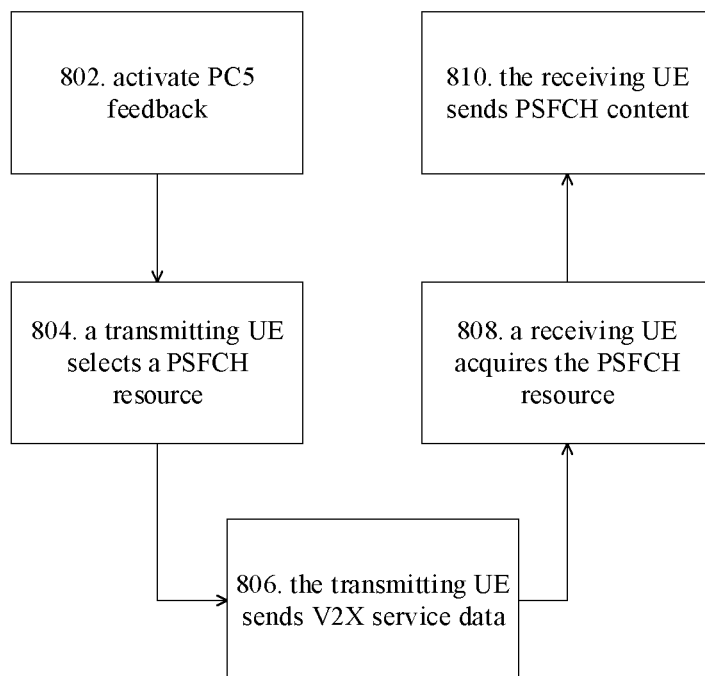 802. activate PC5
feedback
804. a transmitting UE
selects a PSFCH
resource
806. the transmitting UE
sends V2X service data
808. a receiving UE
acquires the PSFCH
resource
810. the receiving UE
sends PSFCH content